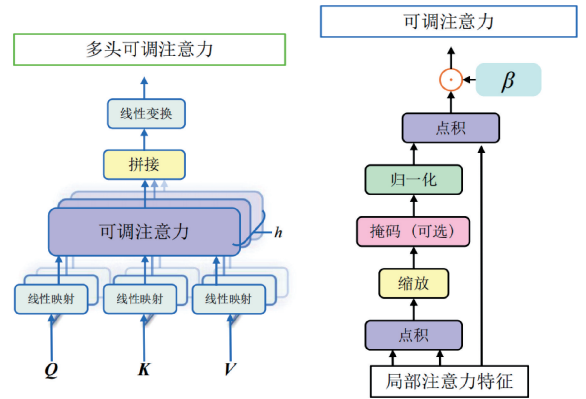 多头可调注意力
线性变换
拼接
可调注意力
h
线性映射
线性映射
线性映射
Q
K
V
可调注意力
β
点积
归一化
掩码（可选）
缩放
点积
局部注意力特征